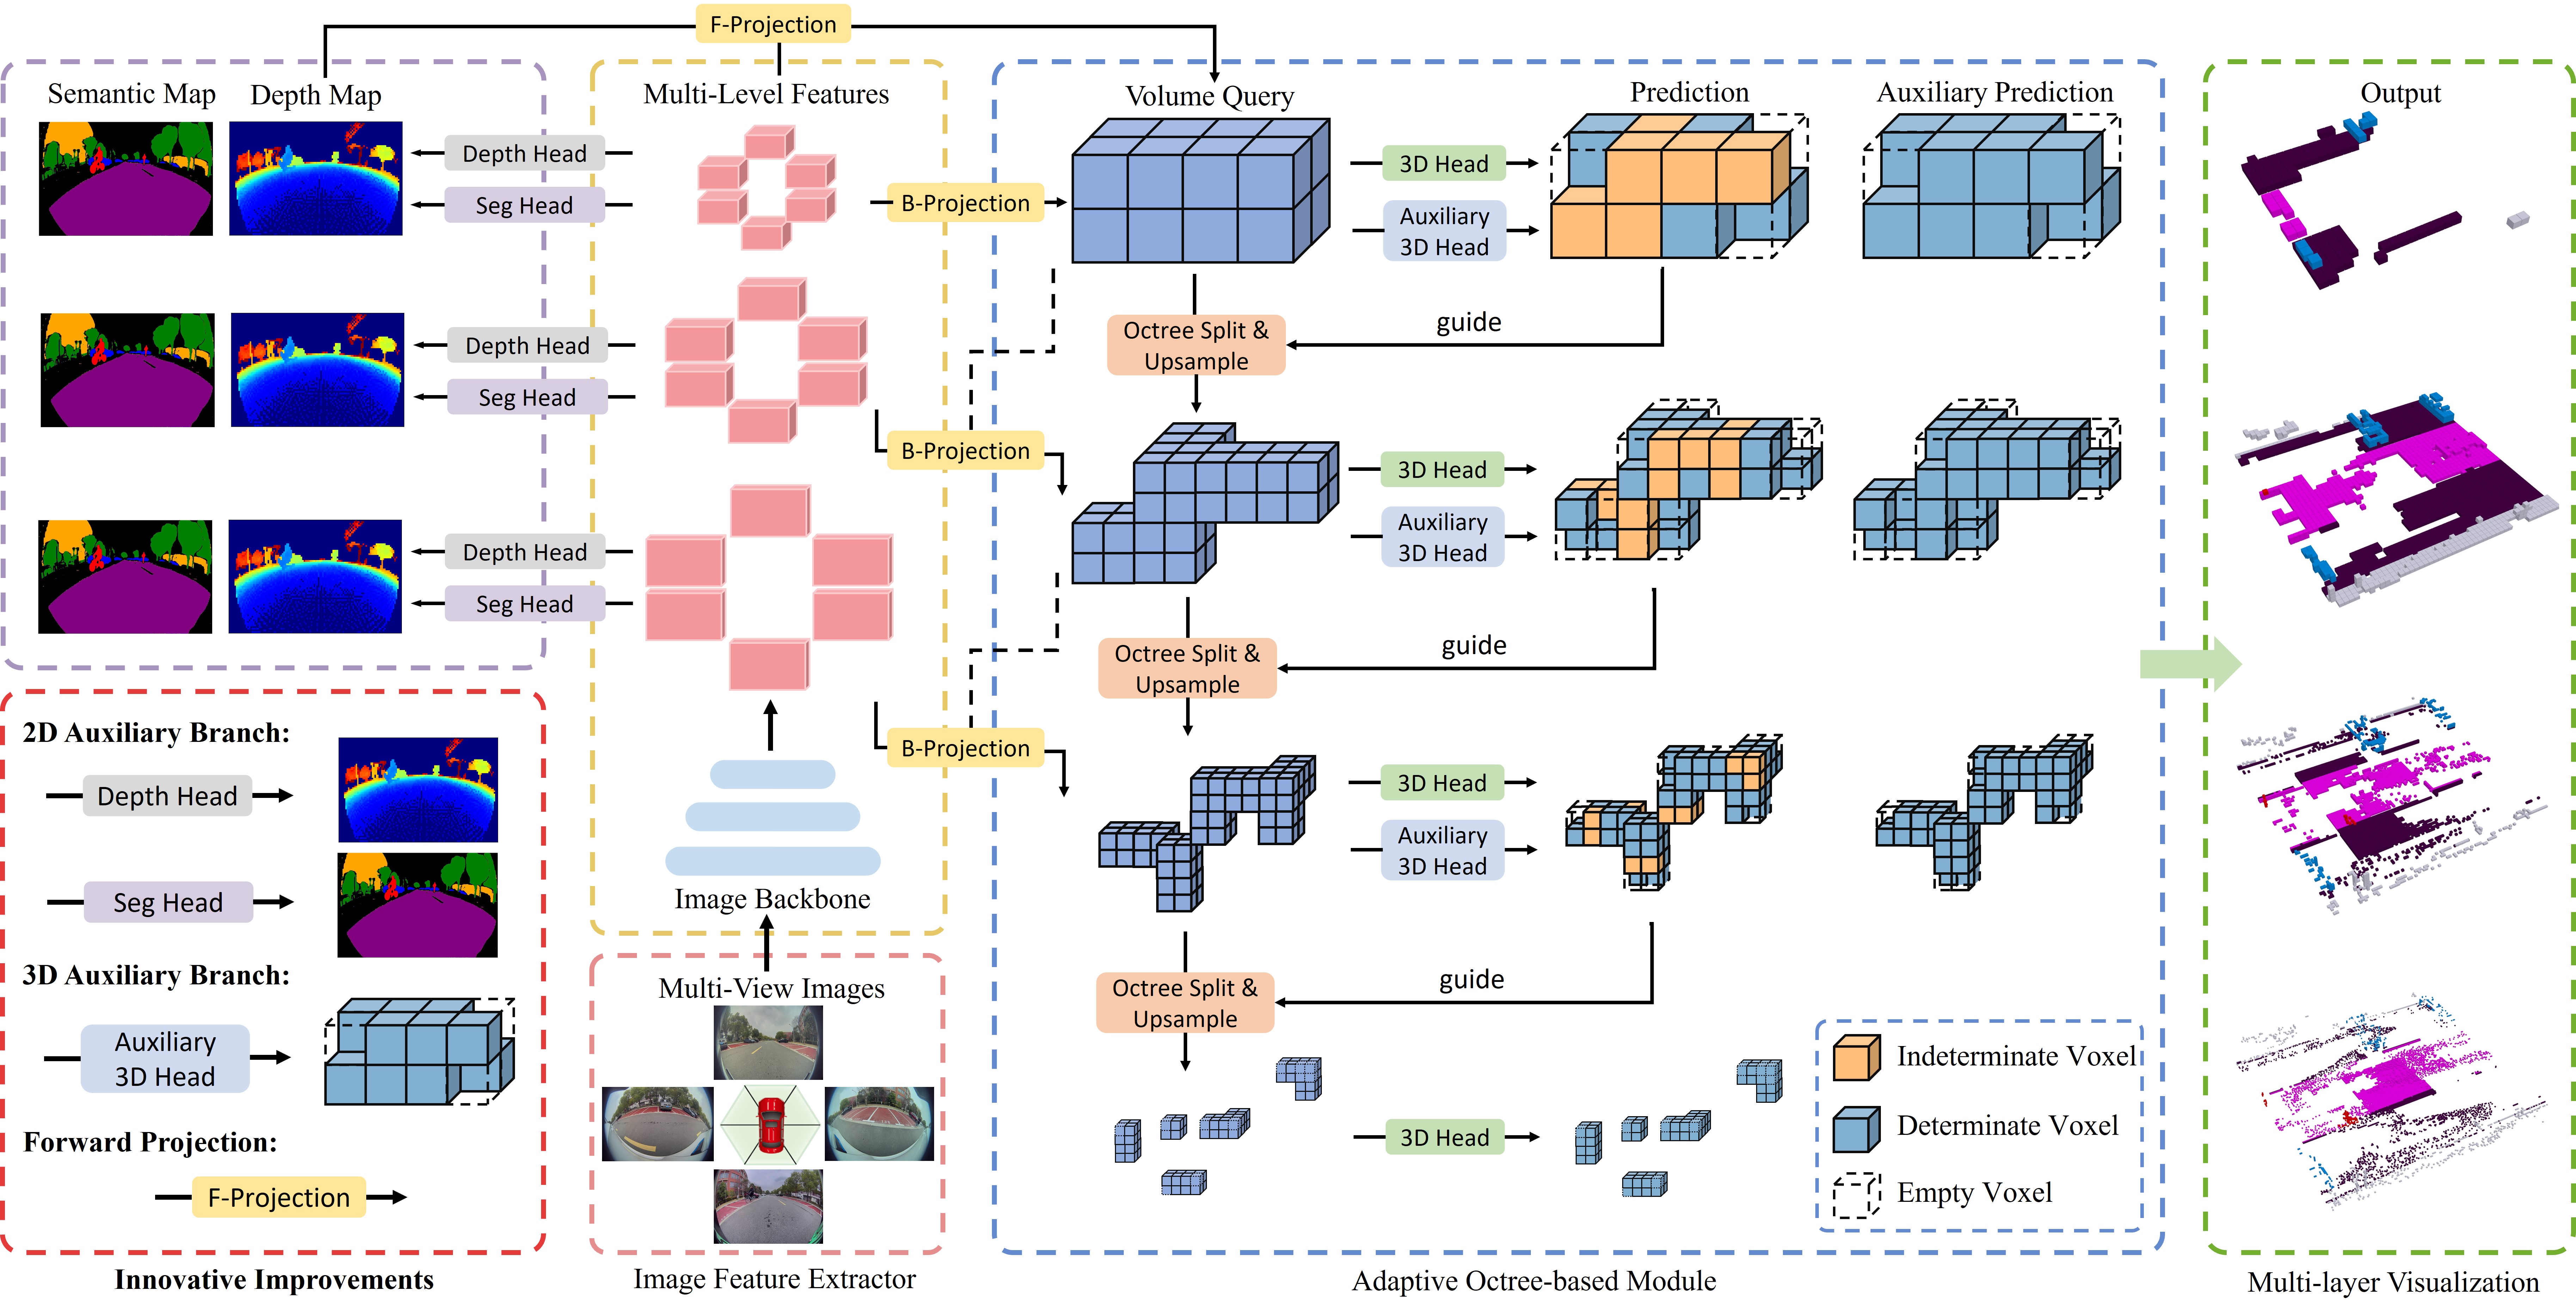 F-Projection
Semantic Map
Depth Map
Multi-Level Features
Volume Query
Prediction
Auxiliary Prediction
Output
Depth Head
Seg Head
B-Projection
3D Head
Auxiliary
3D Head
Octree Split &
Upsample
guide
Depth Head
Seg Head
B-Projection
3D Head
Auxiliary
3D Head
Octree Split &
Upsample
guide
Depth Head
Seg Head
B-Projection
3D Head
Auxiliary
3D Head
Octree Split &
Upsample
guide
3D Head
Image Backbone
Multi-View Images
2D Auxiliary Branch:
Depth Head
Seg Head
3D Auxiliary Branch:
Auxiliary
3D Head
Forward Projection:
F-Projection
Indeterminate Voxel
Determinate Voxel
Empty Voxel
Innovative Improvements
Image Feature Extractor
Adaptive Octree-based Module
Multi-layer Visualization